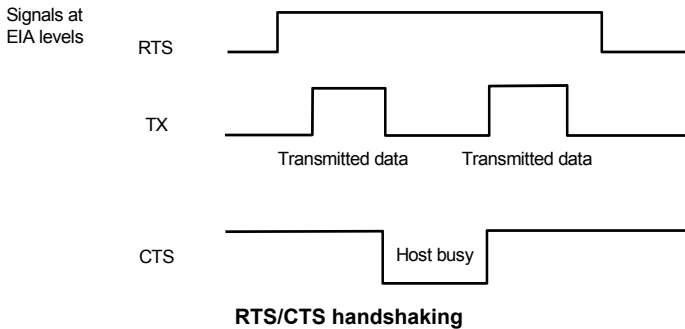 Signals at
EIA levels
RTS
TX
Transmitted data Transmitted data
CTS
Host busy
RTS/CTS handshaking